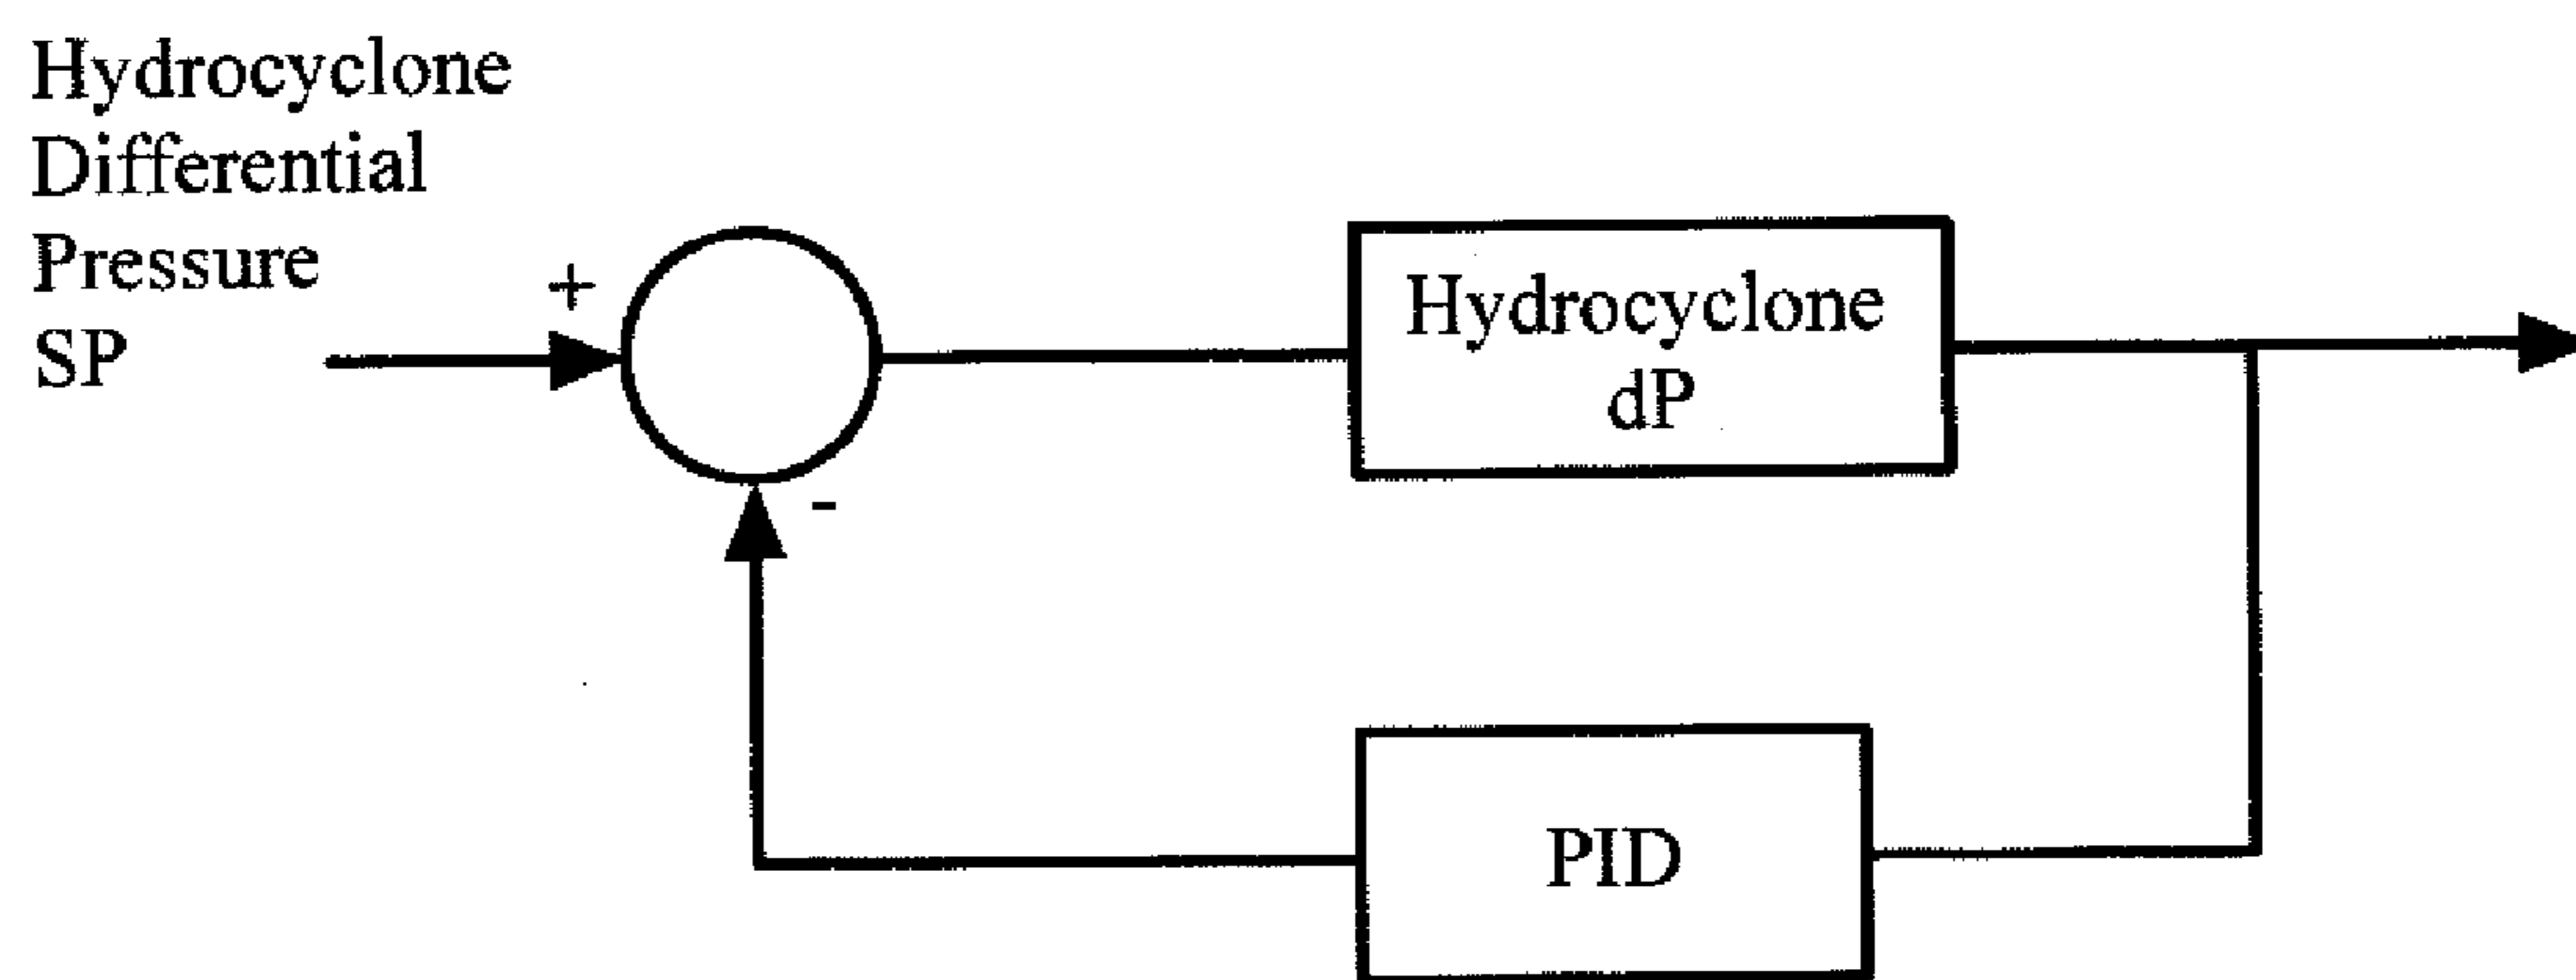 Hydrocyclone
Differential
Pressure
SP
+
-
Hydrocyclone
dP
PID